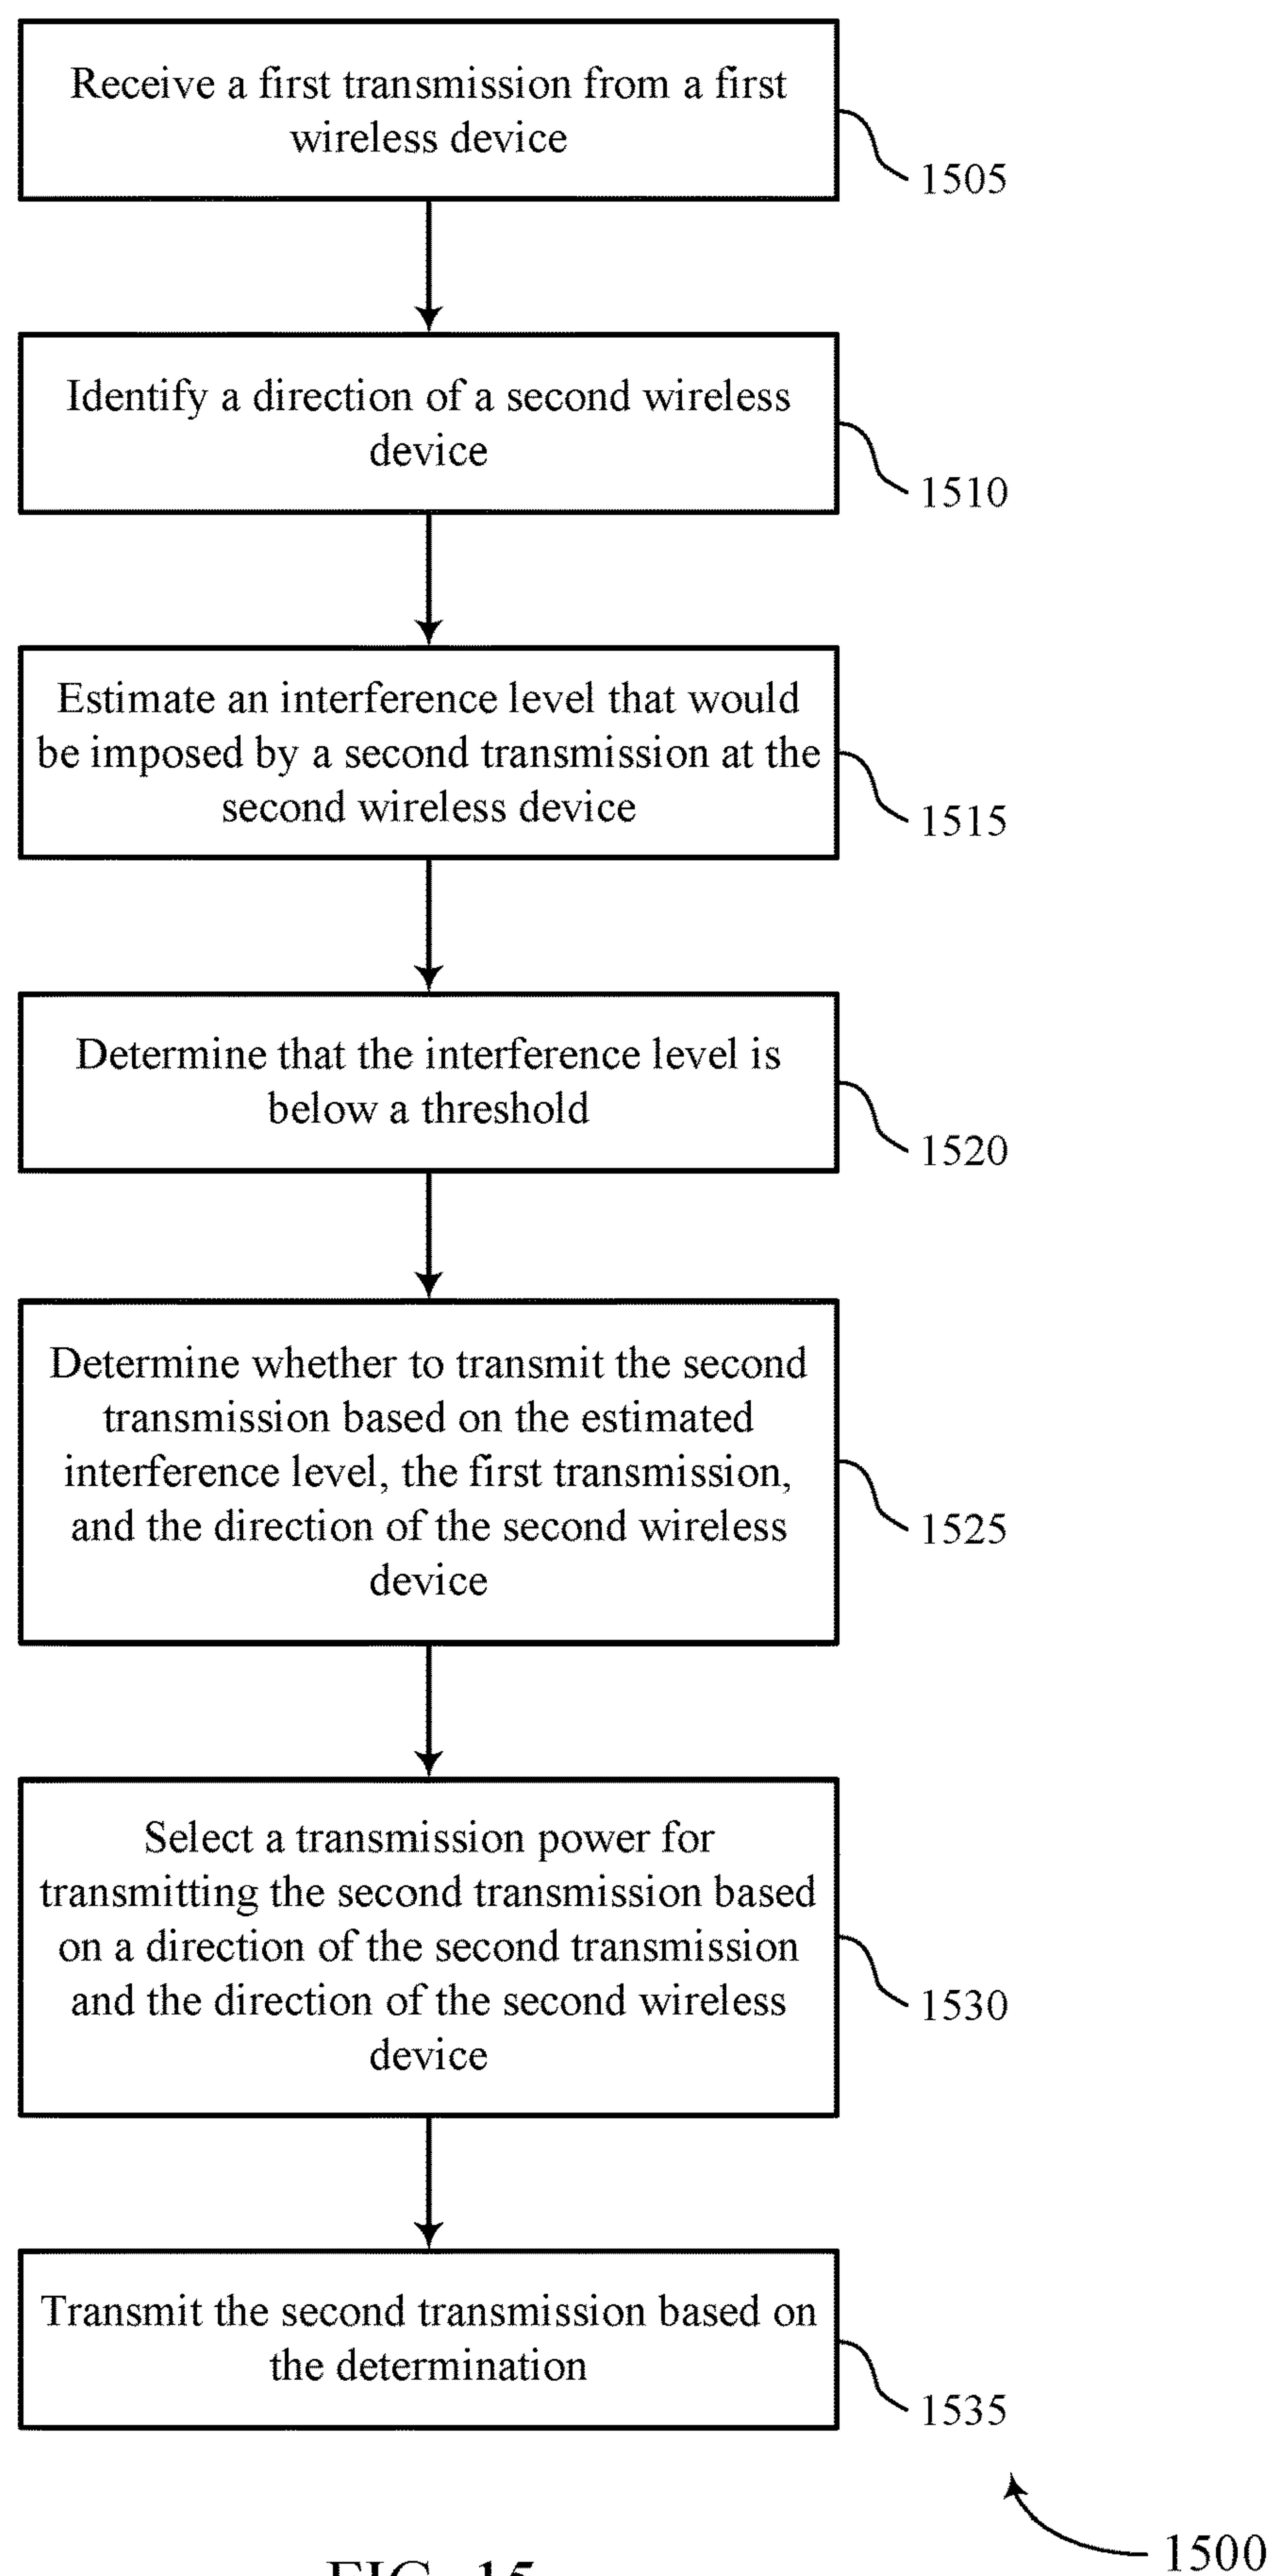 Receive a first transmission from a first
wireless device
1505
Identify a direction of a second wireless
device
1510
Estimate an interference level that would
be imposed by a second transmission at the
second wireless device
1515
Determine that the interference level is
below a threshold
1520
Determine whether to transmit the second
transmission based on the estimated
interference level, the first transmission,
and the direction of the second wireless
device
1525
Select a transmission power for
transmitting the second transmission based
on a direction of the second transmission
and the direction of the second wireless
device
1530
Transmit the second transmission based on
the determination
1535
1500
FIG. 15